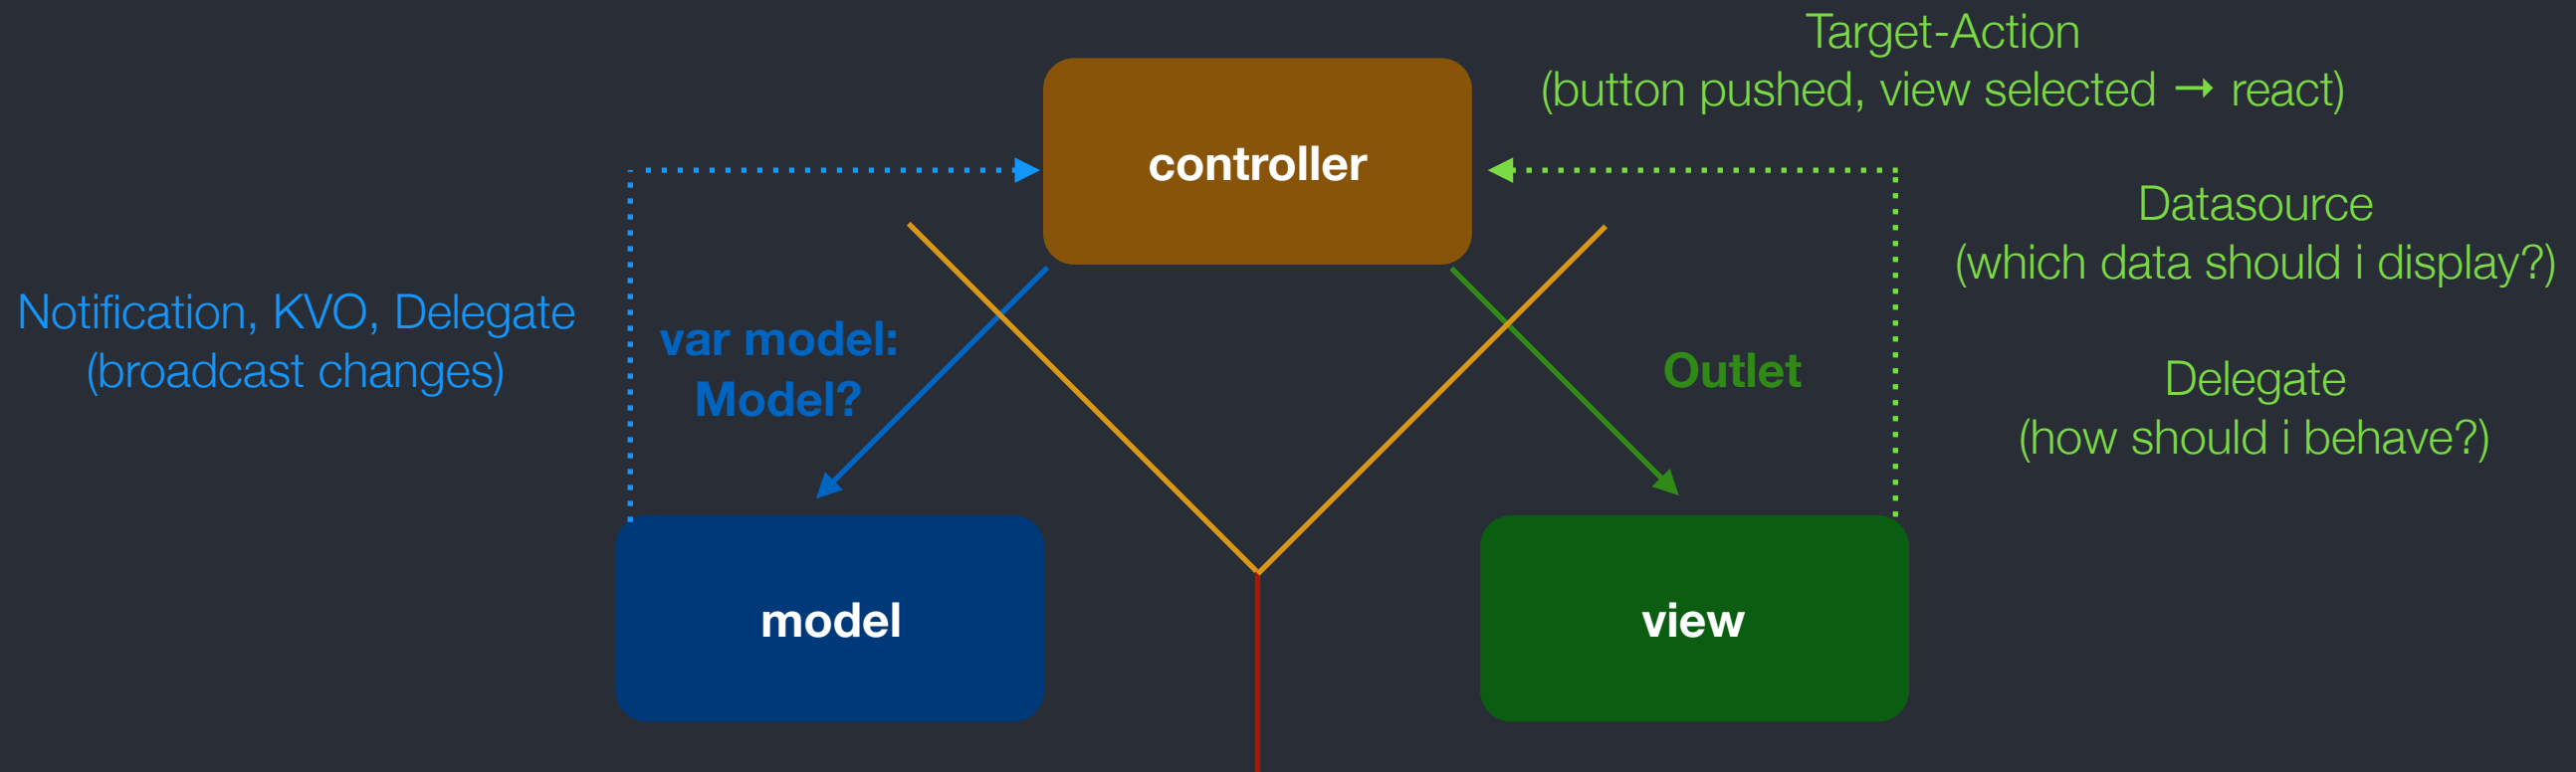 Target-Action
(button pushed, view selected → react)
controller
Datasource
(which data should i display?)
Notification, KVO, Delegate
(broadcast changes)
var model:
Model?
Outlet
Delegate
(how should i behave?)
model
view